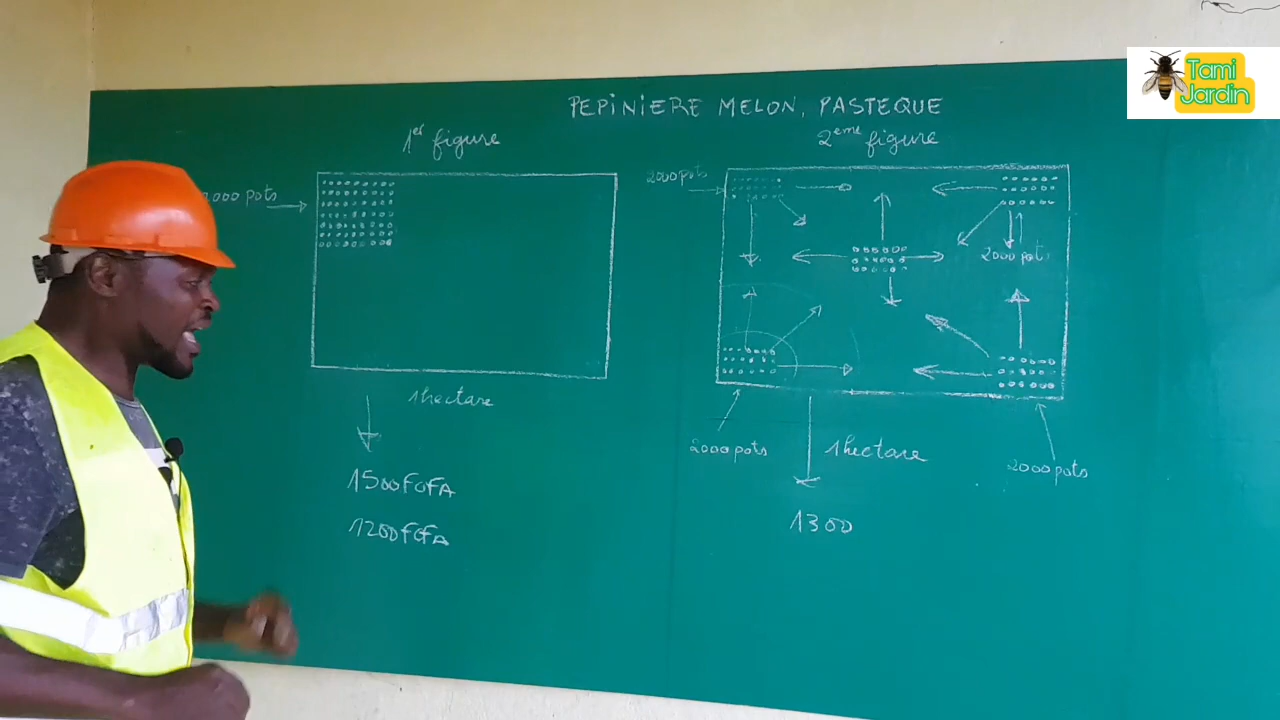 Tami
Jardin
PEPINIERE MELON, PASTEQUE
1er figure
2eme figure
000 pots
2000 pots
2000 pots
1 hectare
2000 pots
1 hectare
2000 pots
1500 FCFA
1200 FCFA
1300